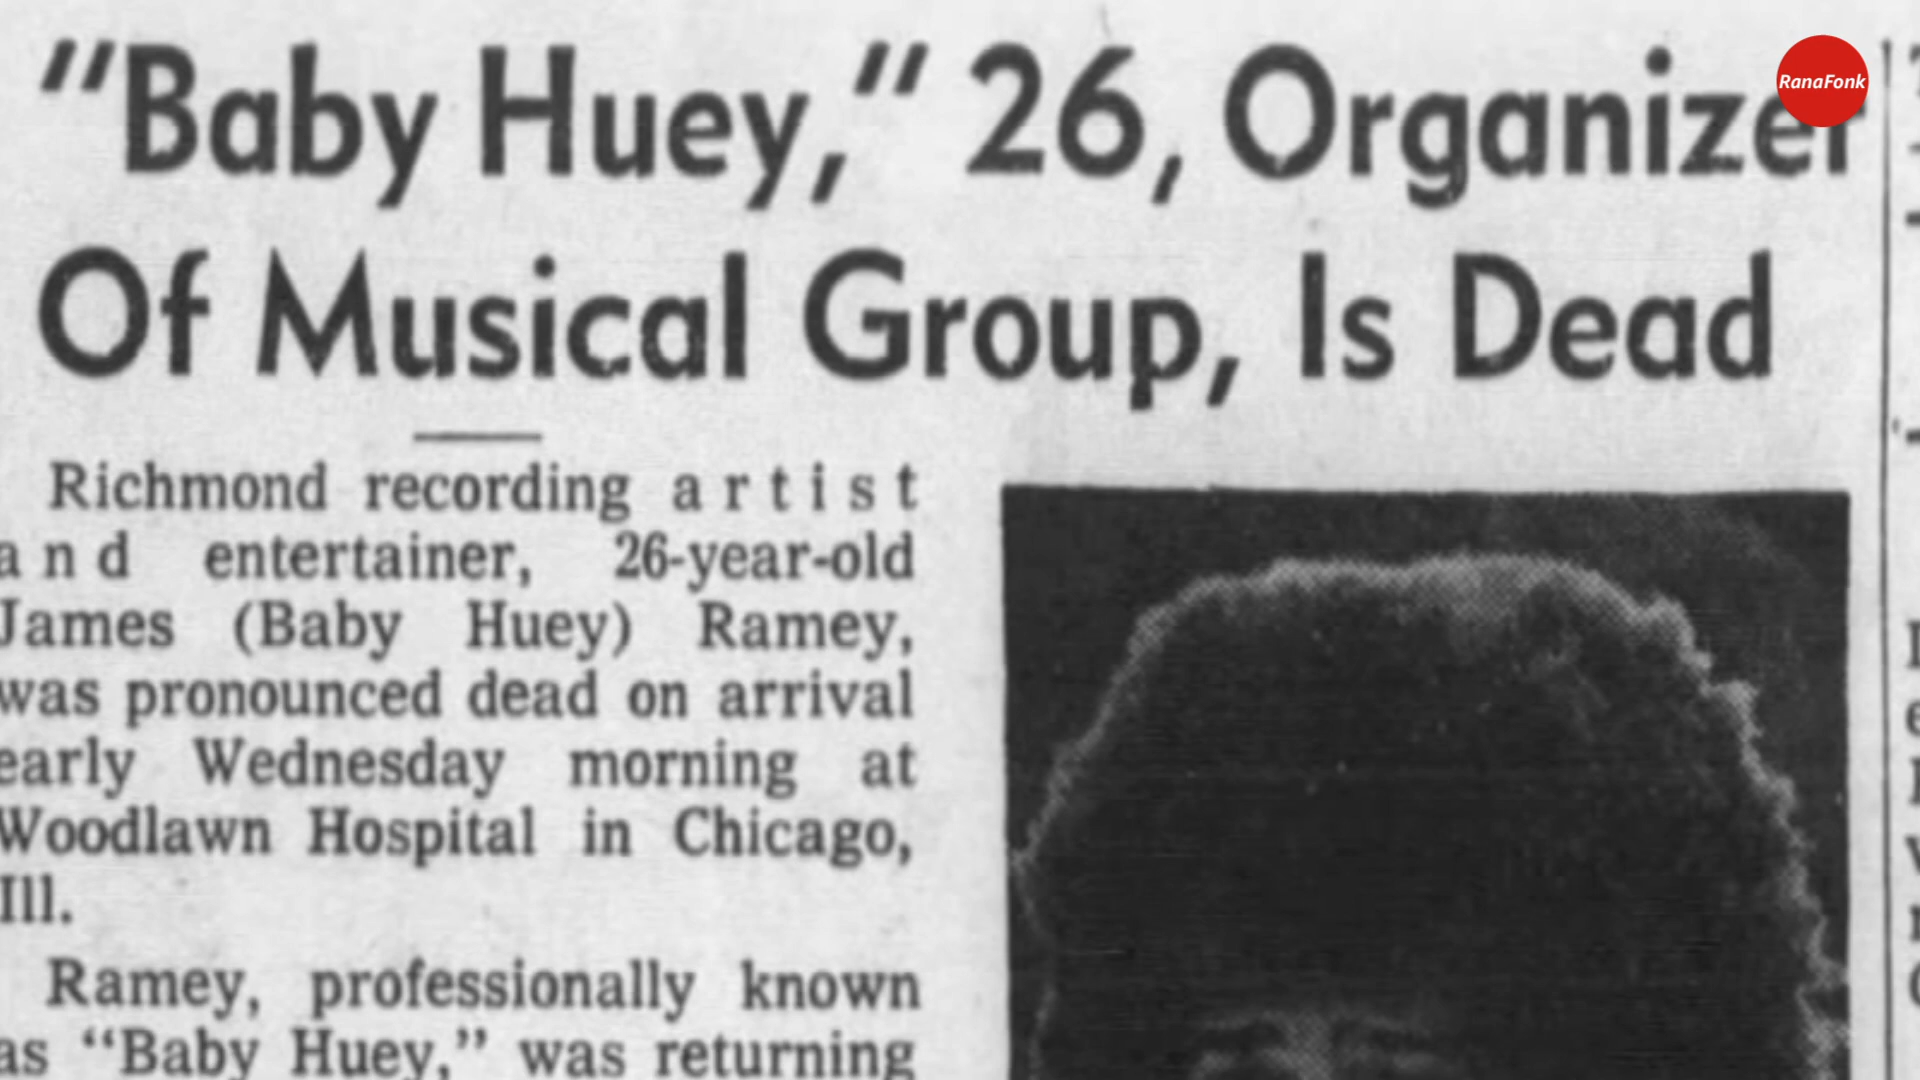 "Baby Huey," 26, Organizer
Of Musical Group, Is Dead
Richmond recording artist
and entertainer, 26-year-old
James (Baby Huey) Ramey,
was pronounced dead on arrival
early Wednesday morning at
Woodlawn Hospital in Chicago,
Ill.
Ramey, professionally known
as "Baby Huey," was returning
RanaFonk